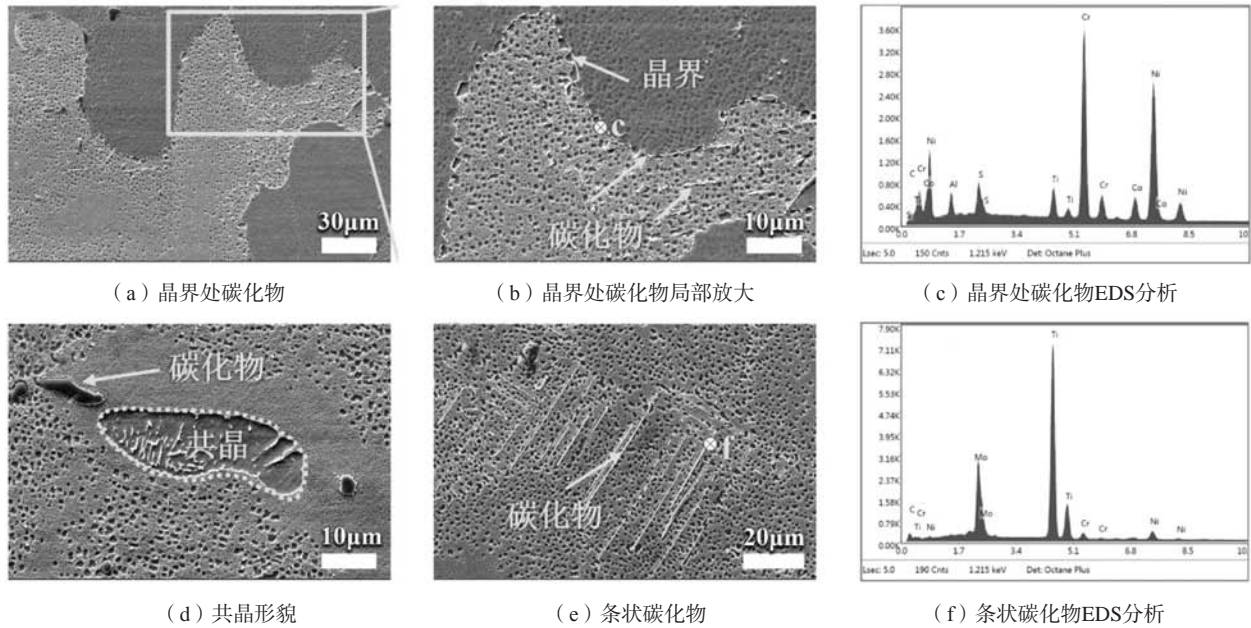 30μm
晶界
c
碳化物
10μm
3.60K
3.20K
2.80K
2.40K
2.00K
1.60K
1.20K
0.80K
0.40K
0.00K
Cr
Ni
Ni
C
Cr
Co
Al
S
S
Ti
Ti
Cr
Co
Co
Ni
0.0 1.7 3.4 5.1 6.8 8.5 10.
Lsec: 5.0 150 Cnts 1.215 keV Det: Octane Plus
（a）晶界处碳化物
（b）晶界处碳化物局部放大
（c）晶界处碳化物EDS分析
碳化物
共晶
10μm
f
碳化物
20μm
7.90K
7.11K
6.32K
5.53K
4.74K
3.95K
3.16K
2.37K
1.58K
0.79K
0.00K
Ti
Mo
Mo
C
Cr
Ti
Ni
Ti
Cr
Cr
Ni
Ni
0.0 1.7 3.4 5.1 6.8 8.5 10.
Lsec: 5.0 190 Cnts 1.215 keV Det: Octane Plus
（d）共晶形貌
（e）条状碳化物
（f）条状碳化物EDS分析